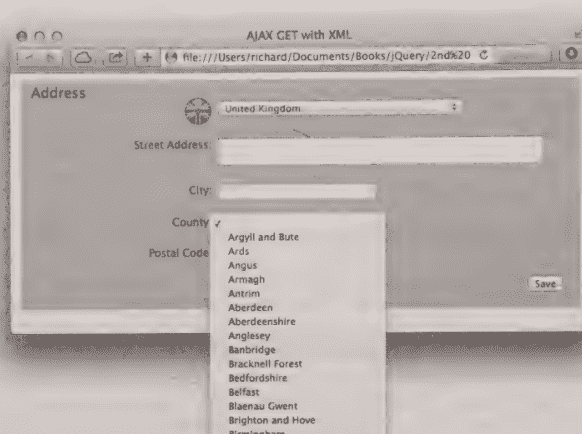 AJAX GET with XML
file:///Users/richard/Documents/Books/jQuery/2nd%20
Address
United Kingdom
Street Address:
City:
County
Postal Code
Argyll and Bute
Ards
Angus
Armagh
Antrim
Aberdeen
Aberdeenshire
Anglesey
Banbridge
Bracknell Forest
Save
Bedfordshire
Belfast
Blaenau Gwent
Brighton and Hove
Birmingham